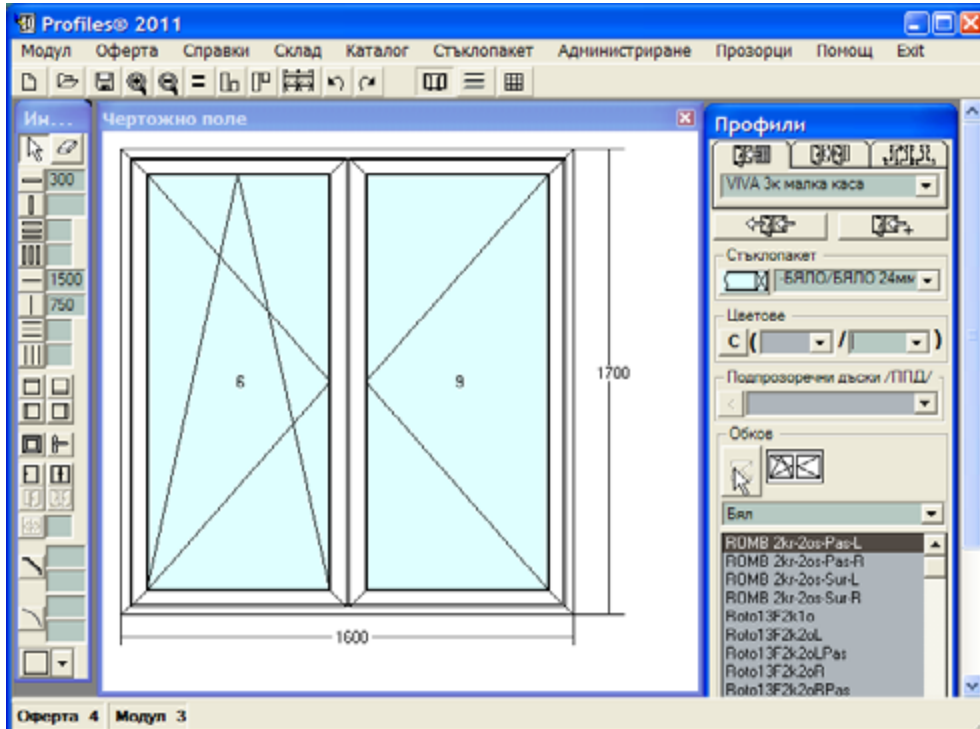 Profiles® 2011
Модул Оферта Справки Склад Каталог Стъклопакет Администриране Прозорци Помощ Exit
Ин...
300
1500
750
Чертожно поле
6
9
1700
1600
Профили
VIVA 3к малка каса
Стъклопакет
-БЯЛО/БЯЛО 24мм
Цветове
C ( / )
Подпрозоречни дъски /ППД/
<
Обков
Бял
ROMB 2kr-2os-Pas-L
ROMB 2kr-2os-Pas-R
ROMB 2kr-2os-Sur-L
ROMB 2kr-2os-Sur-R
Roto13F2k1o
Roto13F2k2oL
Roto13F2k2oLPas
Roto13F2k2oR
Roto13F2k2oRPas
Оферта 4 Модул 3